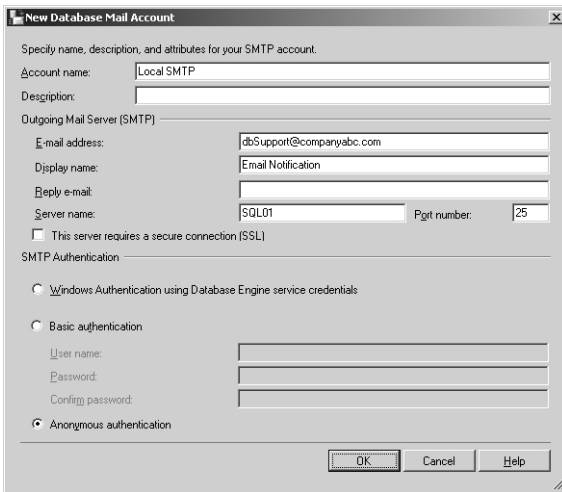 New Database Mail Account
Specify name, description, and attributes for your SMTP account.
Account name: Local SMTP
Description:
Outgoing Mail Server (SMTP)
E-mail address: dbSupport@companyabc.com
Display name: Email Notification
Reply e-mail:
Server name: SQL01 Port number: 25
This server requires a secure connection (SSL)
SMTP Authentication
Windows Authentication using Database Engine service credentials
Basic authentication
User name:
Password:
Confirm password:
Anonymous authentication
OK Cancel Help